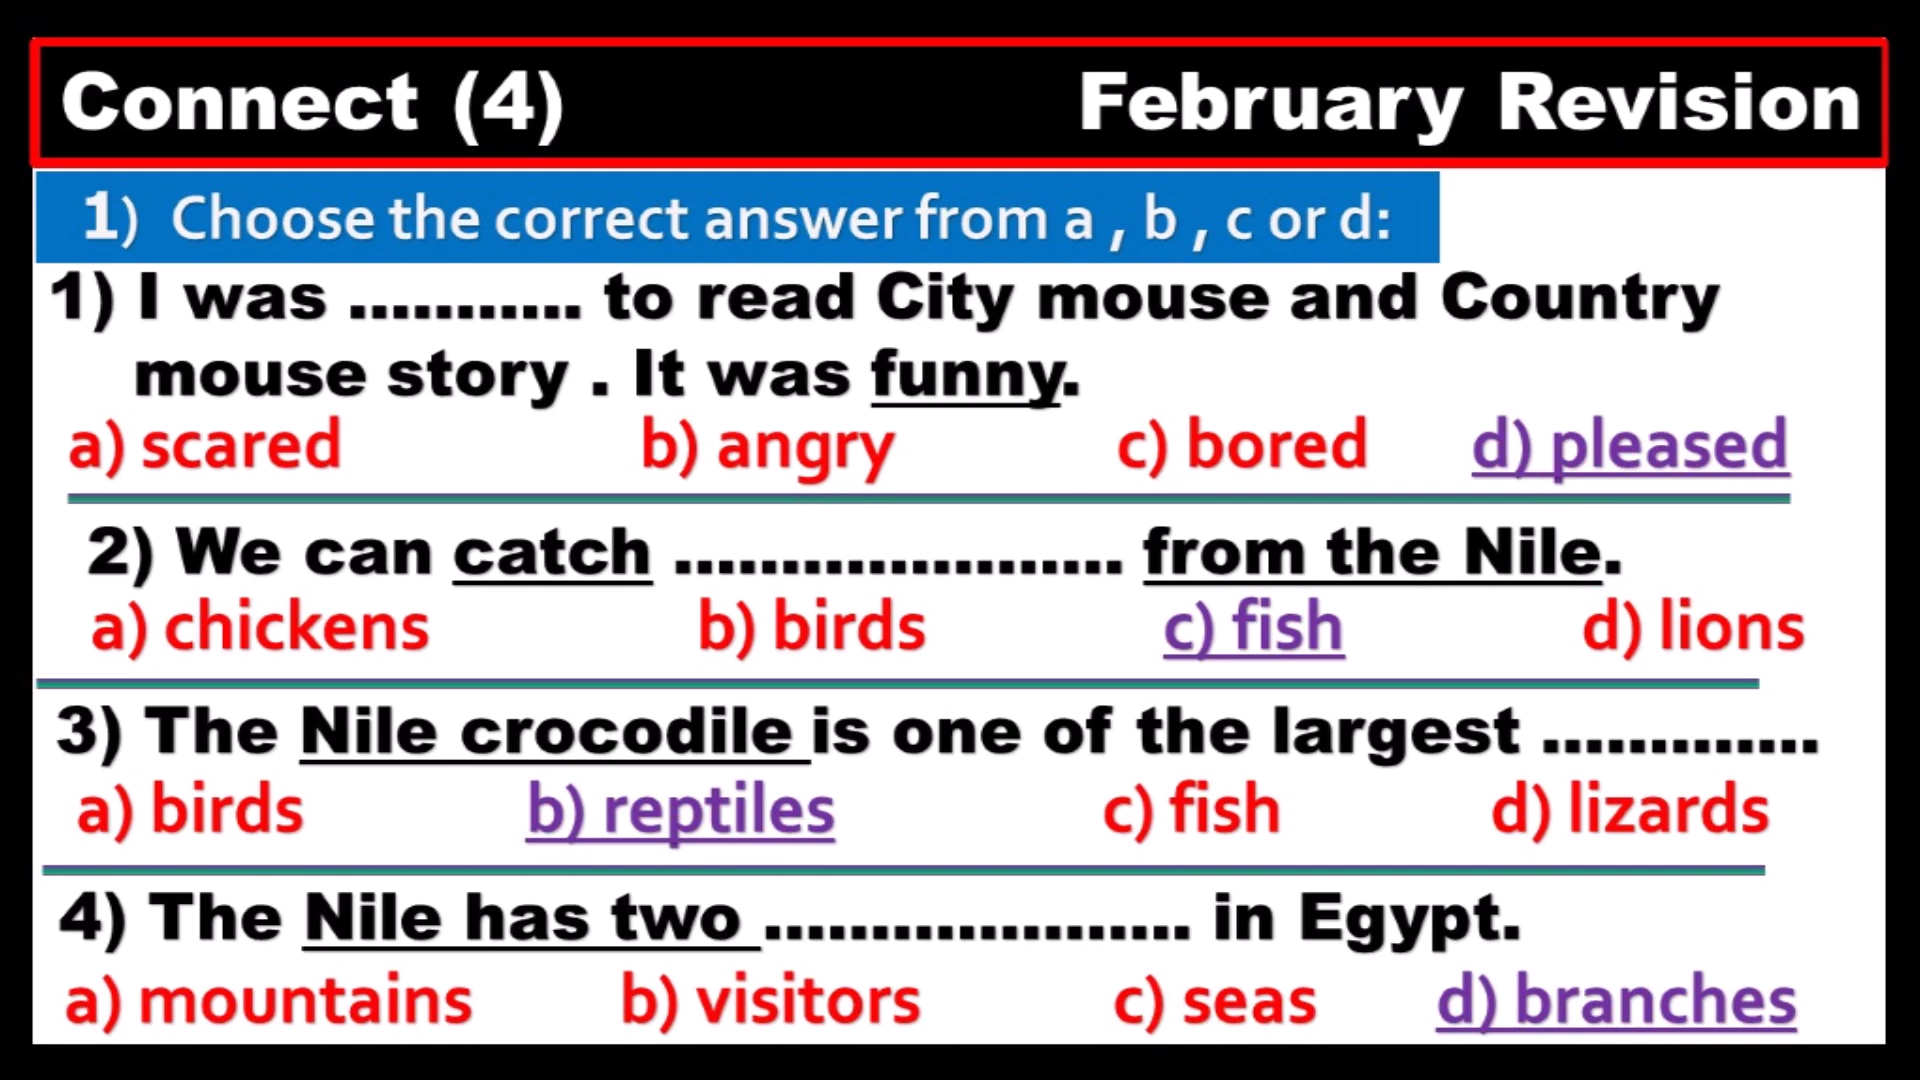 Connect (4) February Revision
1) Choose the correct answer from a , b , c or d:
1) I was ........... to read City mouse and Country
mouse story . It was funny.
a) scared b) angry c) bored d) pleased
2) We can catch ..................... from the Nile.
a) chickens b) birds c) fish d) lions
3) The Nile crocodile is one of the largest .............
a) birds b) reptiles c) fish d) lizards
4) The Nile has two .................... in Egypt.
a) mountains b) visitors c) seas d) branches